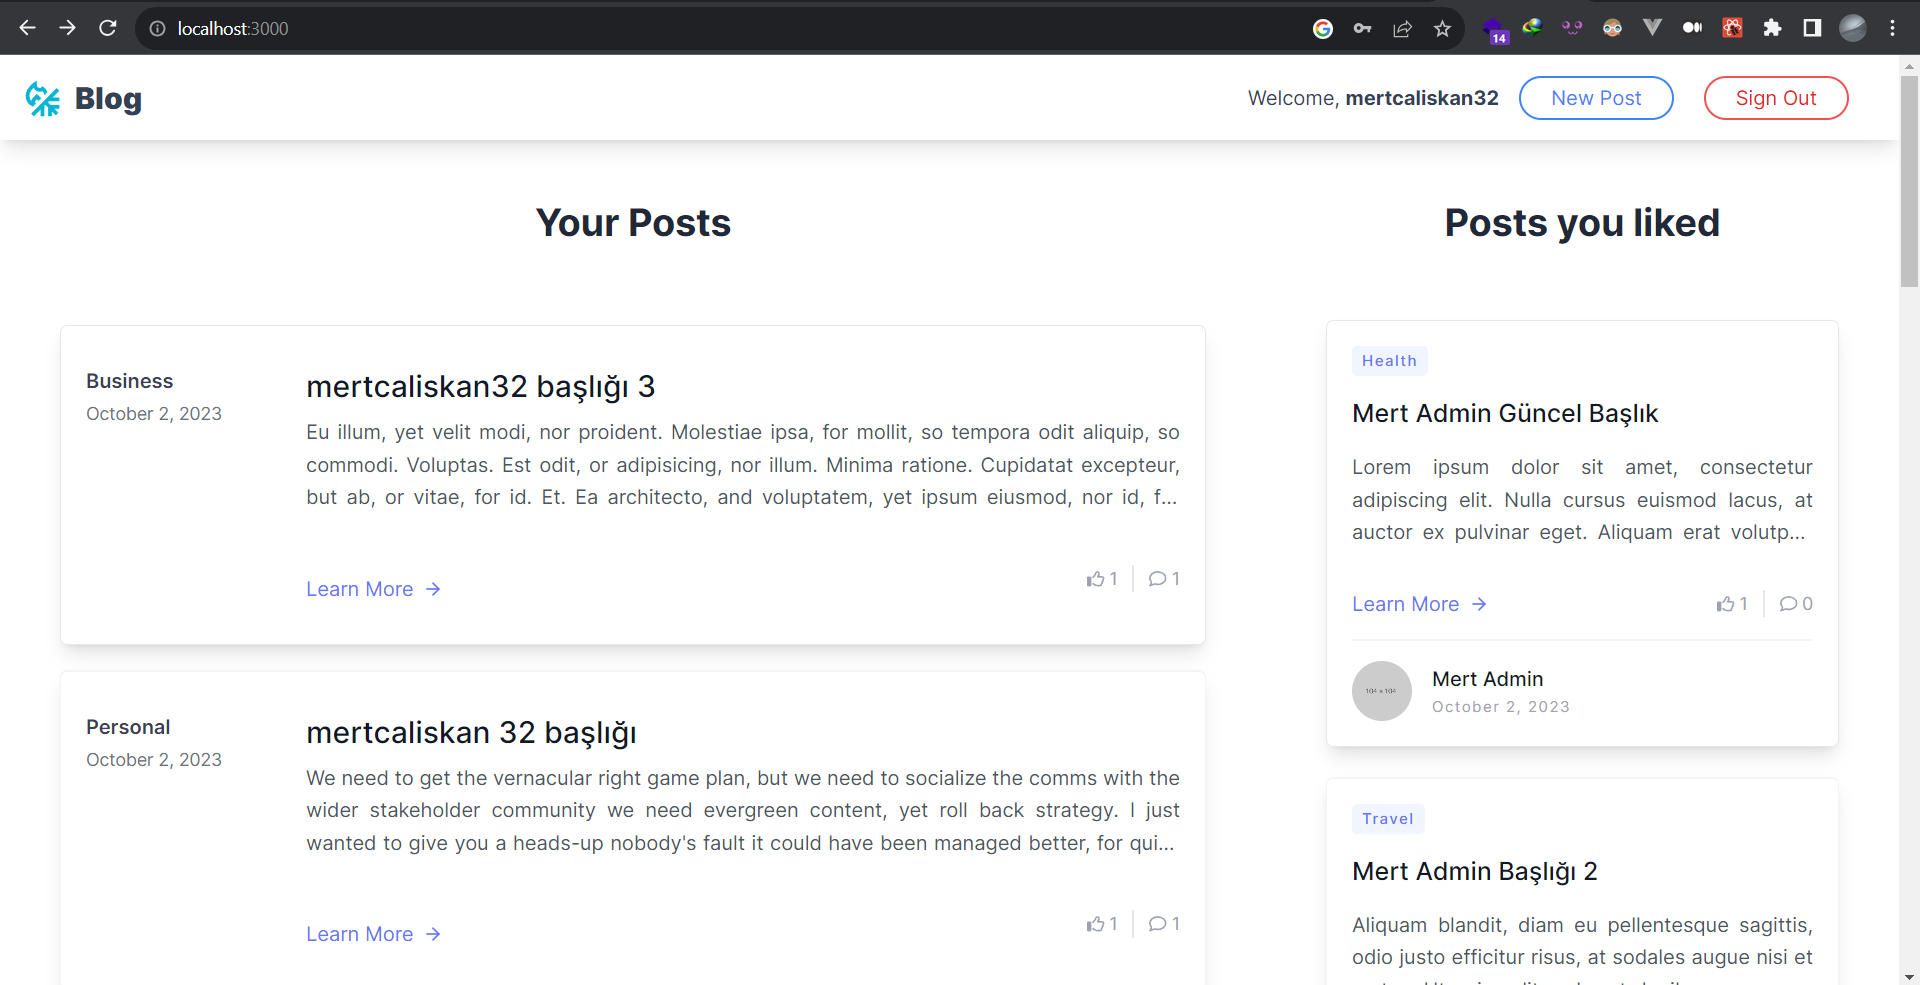 localhost:3000
14
Blog
Welcome, mertcaliskan32
New Post
Sign Out
Your Posts
Business
October 2, 2023
mertcaliskan32 başlığı 3
Eu illum, yet velit modi, nor proident. Molestiae ipsa, for mollit, so tempora odit aliquip, so
commodi. Voluptas. Est odit, or adipisicing, nor illum. Minima ratione. Cupidatat excepteur,
but ab, or vitae, for id. Et. Ea architecto, and voluptatem, yet ipsum eiusmod, nor id, f...
Learn More
1
1
Personal
October 2, 2023
mertcaliskan 32 başlığı
We need to get the vernacular right game plan, but we need to socialize the comms with the
wider stakeholder community we need evergreen content, yet roll back strategy. I just
wanted to give you a heads-up nobody's fault it could have been managed better, for qui...
Learn More
1
1
Posts you liked
Health
Mert Admin Güncel Başlık
Lorem ipsum dolor sit amet, consectetur
adipiscing elit. Nulla cursus euismod lacus, at
auctor ex pulvinar eget. Aliquam erat volutp...
Learn More
1
0
104 x 104
Mert Admin
October 2, 2023
Travel
Mert Admin Başlığı 2
Aliquam blandit, diam eu pellentesque sagittis,
odio justo efficitur risus, at sodales augue nisi et